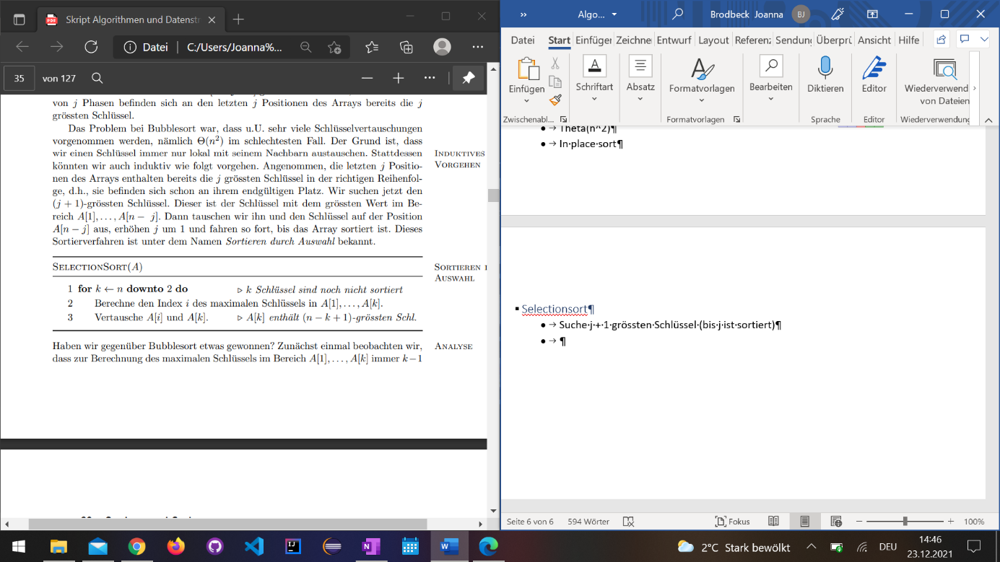 Skript Algorithmen und Datenstr
Datei
C:/Users/Joanna%...
35
von 127
von j Phasen befinden sich an den letzten j Positionen des Arrays bereits die j
grössten Schlüssel.
Das Problem bei Bubblesort war, dass u.U. sehr viele Schlüsselvertauschungen
vorgenommen werden, nämlich Θ(n²) im schlechtesten Fall. Der Grund ist, dass
wir einen Schlüssel immer nur lokal mit seinem Nachbarn austauschen. Stattdessen
könnten wir auch induktiv wie folgt vorgehen. Angenommen, die letzten j Positio-
nen des Arrays enthalten bereits die j grössten Schlüssel in der richtigen Reihenfol-
ge, d.h., sie befinden sich schon an ihrem endgültigen Platz. Wir suchen jetzt den
(j + 1)-grössten Schlüssel. Dieser ist der Schlüssel mit dem grössten Wert im Be-
reich A[1], . . . , A[n − j]. Dann tauschen wir ihn und den Schlüssel auf der Position
A[n − j] aus, erhöhen j um 1 und fahren so fort, bis das Array sortiert ist. Dieses
Sortierverfahren ist unter dem Namen Sortieren durch Auswahl bekannt.
INDUKTIVES
VORGEHEN
SELECTIONSORT(A)
SORTIEREN
AUSWAHL
1 for k ← n downto 2 do ▷ k Schlüssel sind noch nicht sortiert
2 Berechne den Index i des maximalen Schlüssels in A[1], . . . , A[k].
3 Vertausche A[i] und A[k]. ▷ A[k] enthält (n − k + 1)-grössten Schl.
Haben wir gegenüber Bubblesort etwas gewonnen? Zunächst einmal beobachten wir,
dass zur Berechnung des maximalen Schlüssels im Bereich A[1], . . . , A[k] immer k−1
ANALYSE
Algo...
Brodbeck Joanna
BJ
Datei Start Einfüger Zeichne Entwurf Layout Referenz Sendung Überprü Ansicht Hilfe
Einfügen
Schriftart
Absatz
Formatvorlagen
Bearbeiten
Diktieren
Editor
Wiederverwend
von Dateien
Zwischenabl...
Formatvorlagen
Sprache
Editor
Wiederverwendung
• → Theta(n^2)¶
• → In·place·sort¶
▪ Selectionsort¶
• → Suche·j·+·1·grössten·Schlüssel·(bis·j·ist·sortiert)¶
• → ¶
Seite 6 von 6
594 Wörter
Fokus
100%
2°C Stark bewölkt
DEU
14:46
23.12.2021